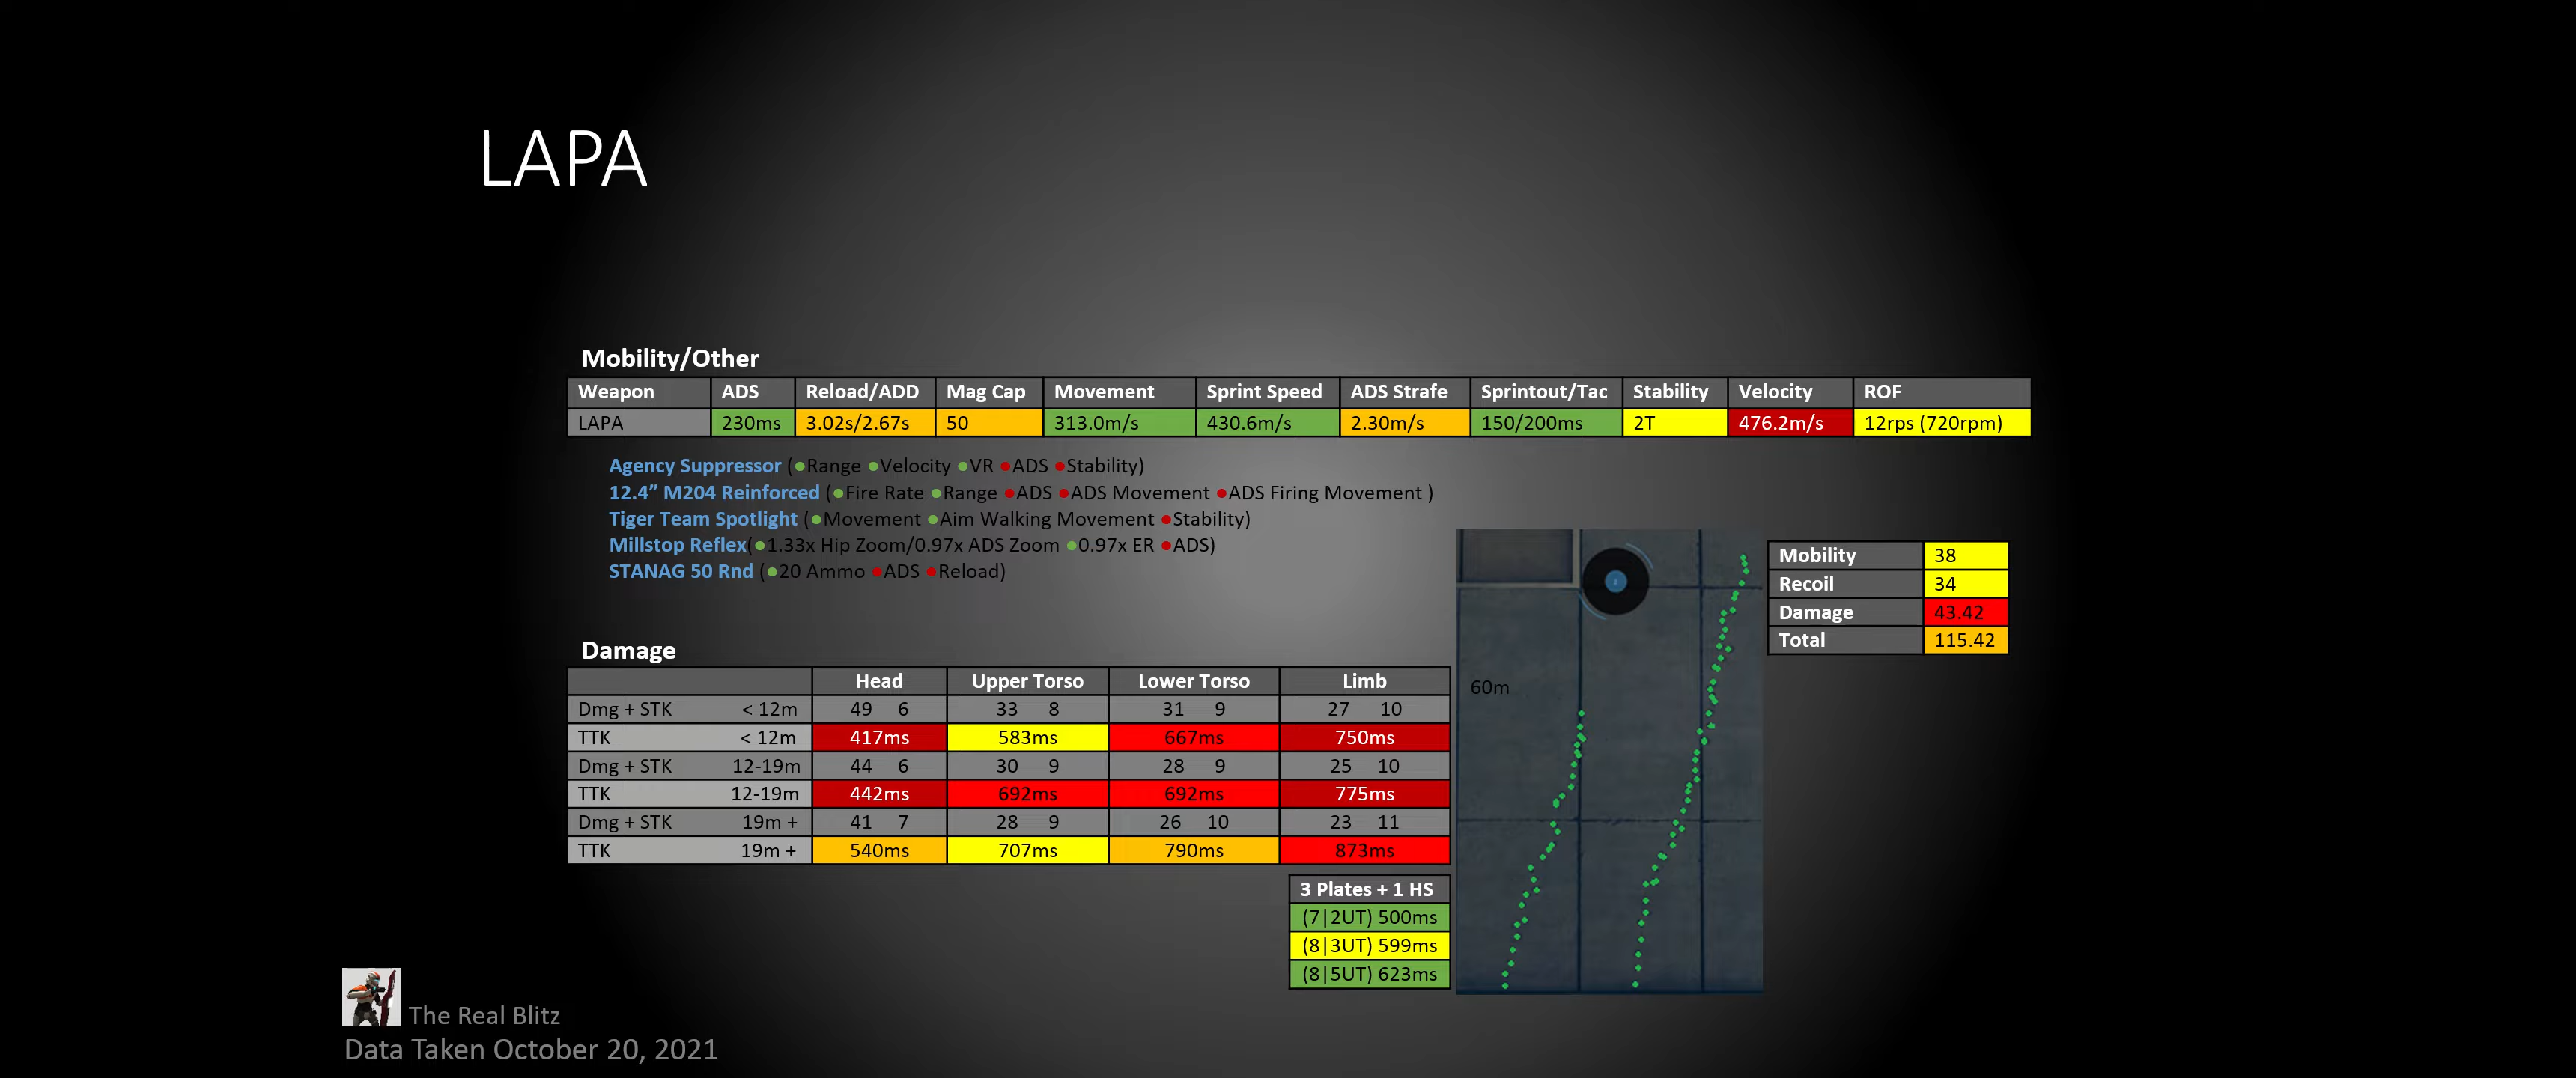 LAPA
Mobility/Other
Weapon ADS Reload/ADD Mag Cap Movement Sprint Speed ADS Strafe Sprintout/Tac Stability Velocity ROF
LAPA 230ms 3.02s/2.67s 50 313.0m/s 430.6m/s 2.30m/s 150/200ms 2T 476.2m/s 12rps (720rpm)
Agency Suppressor (●Range ●Velocity ●VR ●ADS ●Stability)
12.4” M204 Reinforced (●Fire Rate ●Range ●ADS ●ADS Movement ●ADS Firing Movement )
Tiger Team Spotlight (●Movement ●Aim Walking Movement ●Stability)
Millstop Reflex(●1.33x Hip Zoom/0.97x ADS Zoom ●0.97x ER ●ADS)
STANAG 50 Rnd (●20 Ammo ●ADS ●Reload)
Mobility 38
Recoil 34
Damage 43.42
Total 115.42
60m
Damage
Head Upper Torso Lower Torso Limb
Dmg + STK < 12m 49 6 33 8 31 9 27 10
TTK < 12m 417ms 583ms 667ms 750ms
Dmg + STK 12-19m 44 6 30 9 28 9 25 10
TTK 12-19m 442ms 692ms 692ms 775ms
Dmg + STK 19m + 41 7 28 9 26 10 23 11
TTK 19m + 540ms 707ms 790ms 873ms
3 Plates + 1 HS
(7|2UT) 500ms
(8|3UT) 599ms
(8|5UT) 623ms
The Real Blitz
Data Taken October 20, 2021